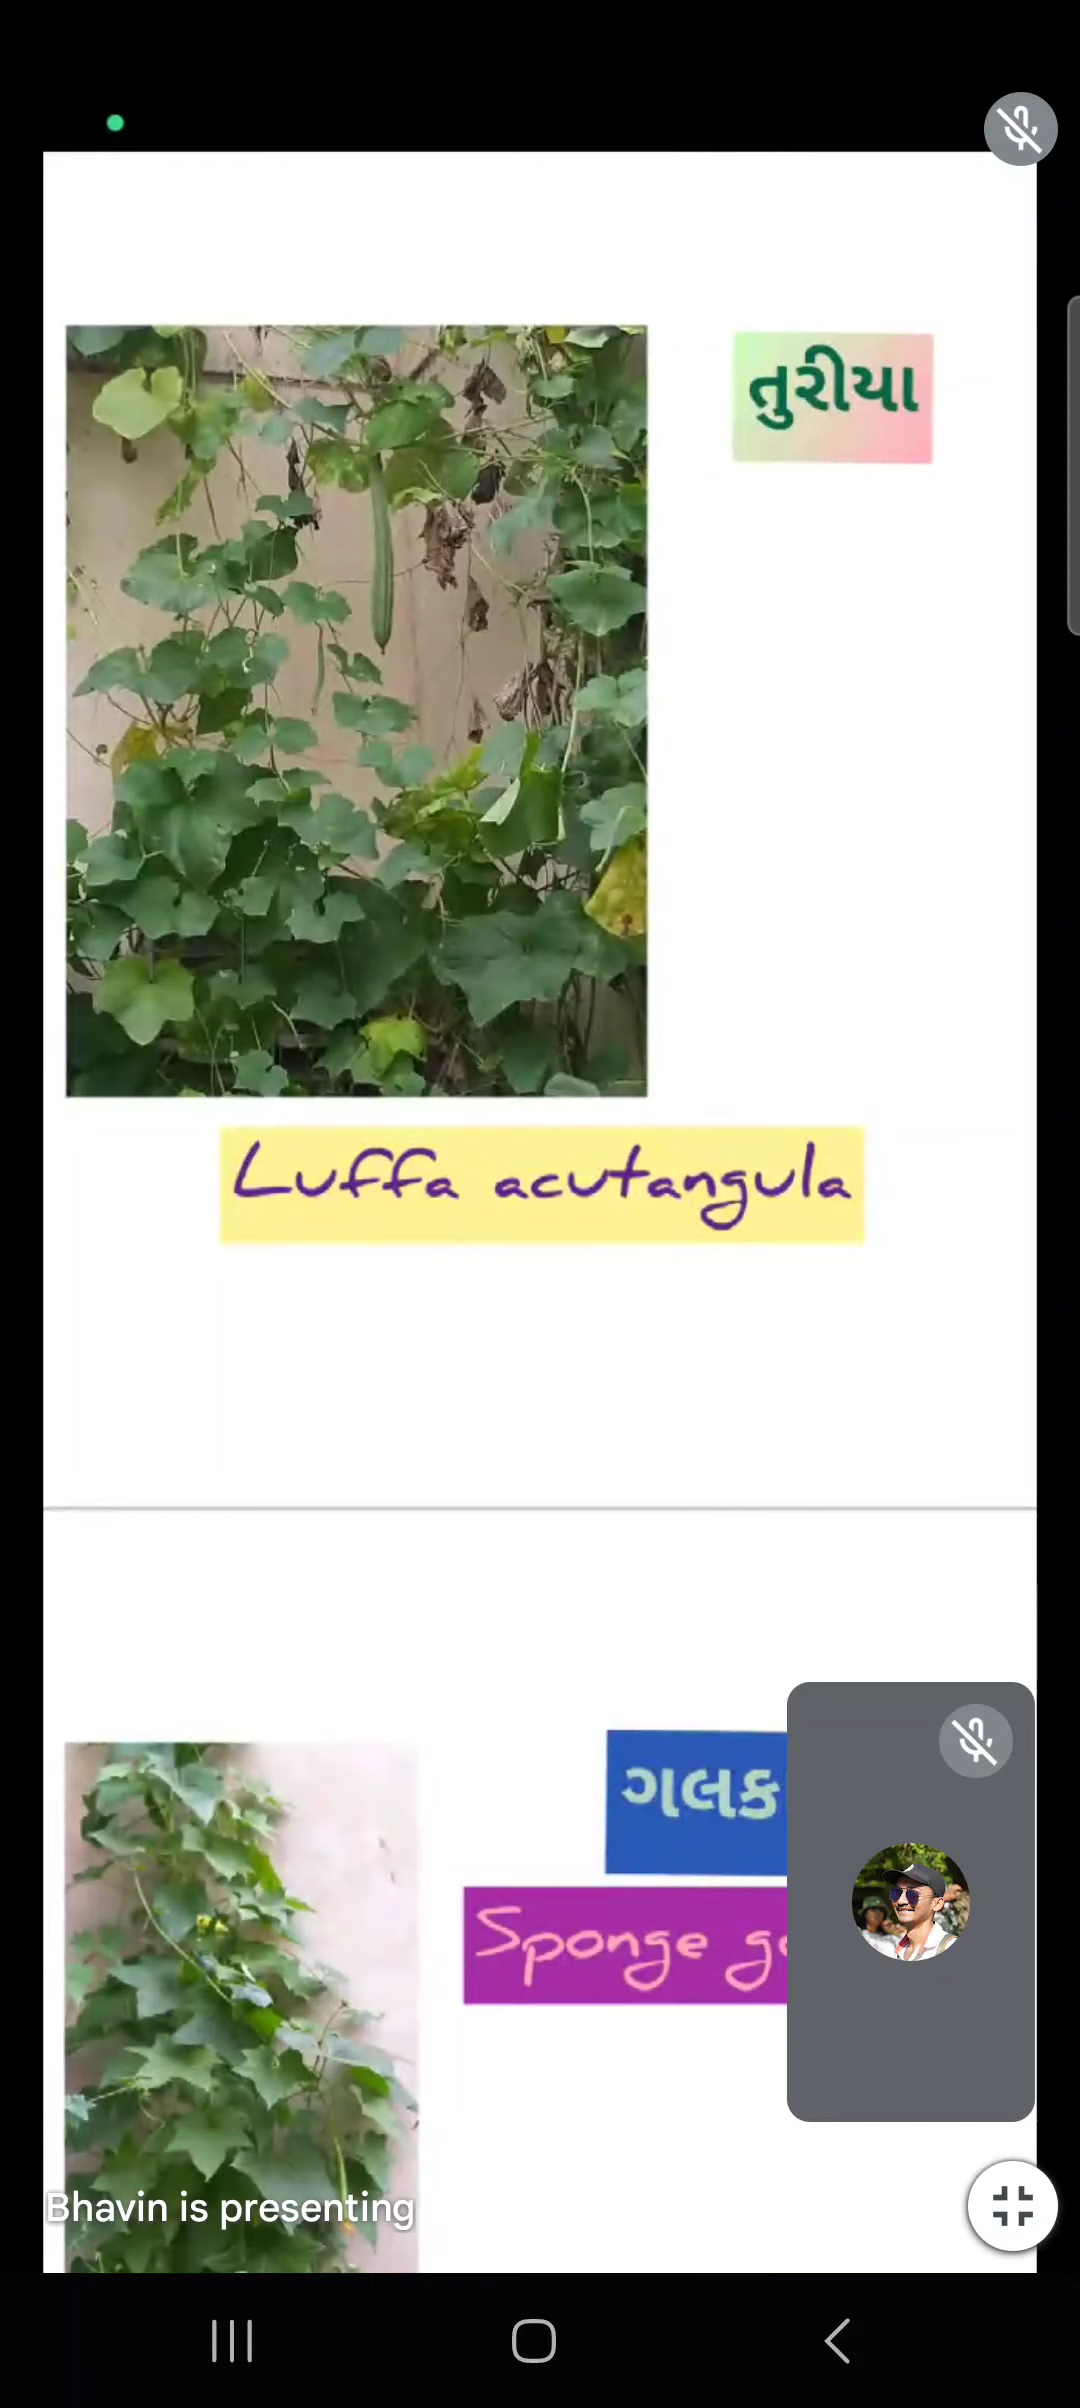 તુરીયા
Luffa acutangula
ગલક
Sponge
Bhavin is presenting